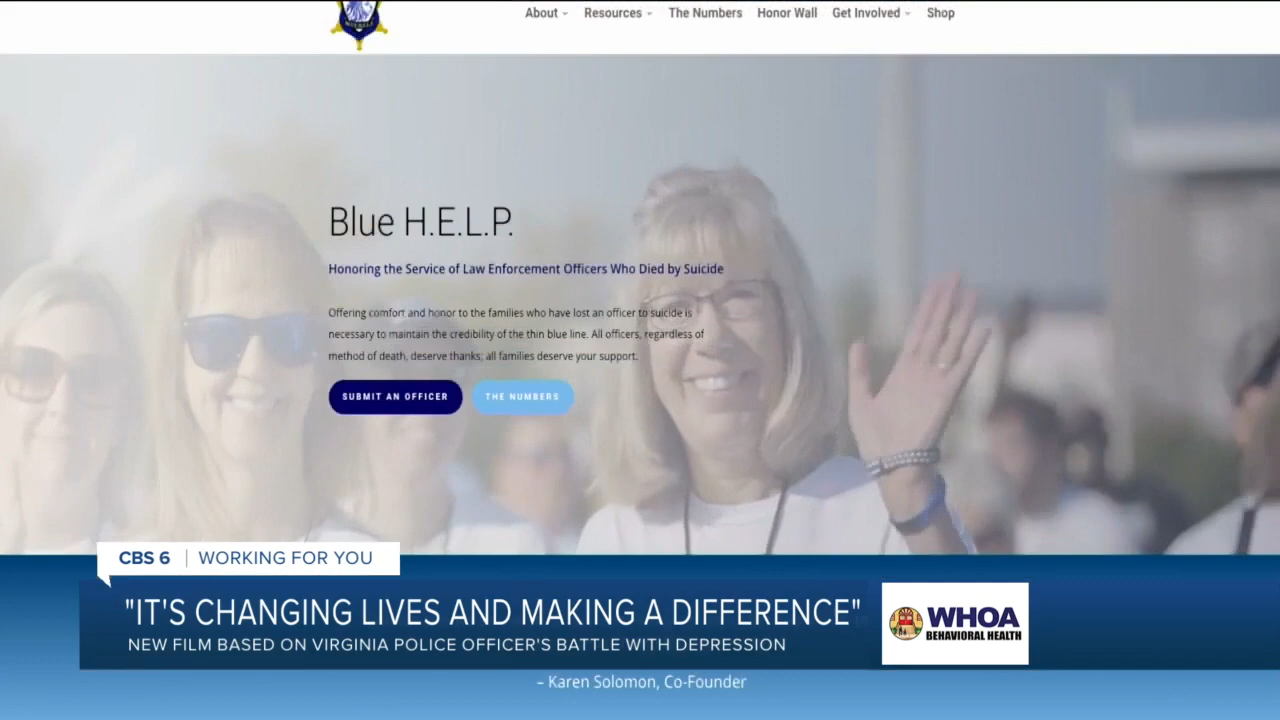 About
Resources
The Numbers
Honor Wall
Get Involved
Shop
Blue H.E.L.P.
Honoring the Service of Law Enforcement Officers Who Died by Suicide
Offering comfort and honor to the families who have lost an officer to suicide is
necessary to maintain the credibility of the thin blue line. All officers, regardless of
method of death, deserve thanks; all families deserve your support.
SUBMIT AN OFFICER
THE NUMBERS
CBS 6 | WORKING FOR YOU
"IT'S CHANGING LIVES AND MAKING A DIFFERENCE"
NEW FILM BASED ON VIRGINIA POLICE OFFICER'S BATTLE WITH DEPRESSION
WHOA
BEHAVIORAL HEALTH
– Karen Solomon, Co-Founder